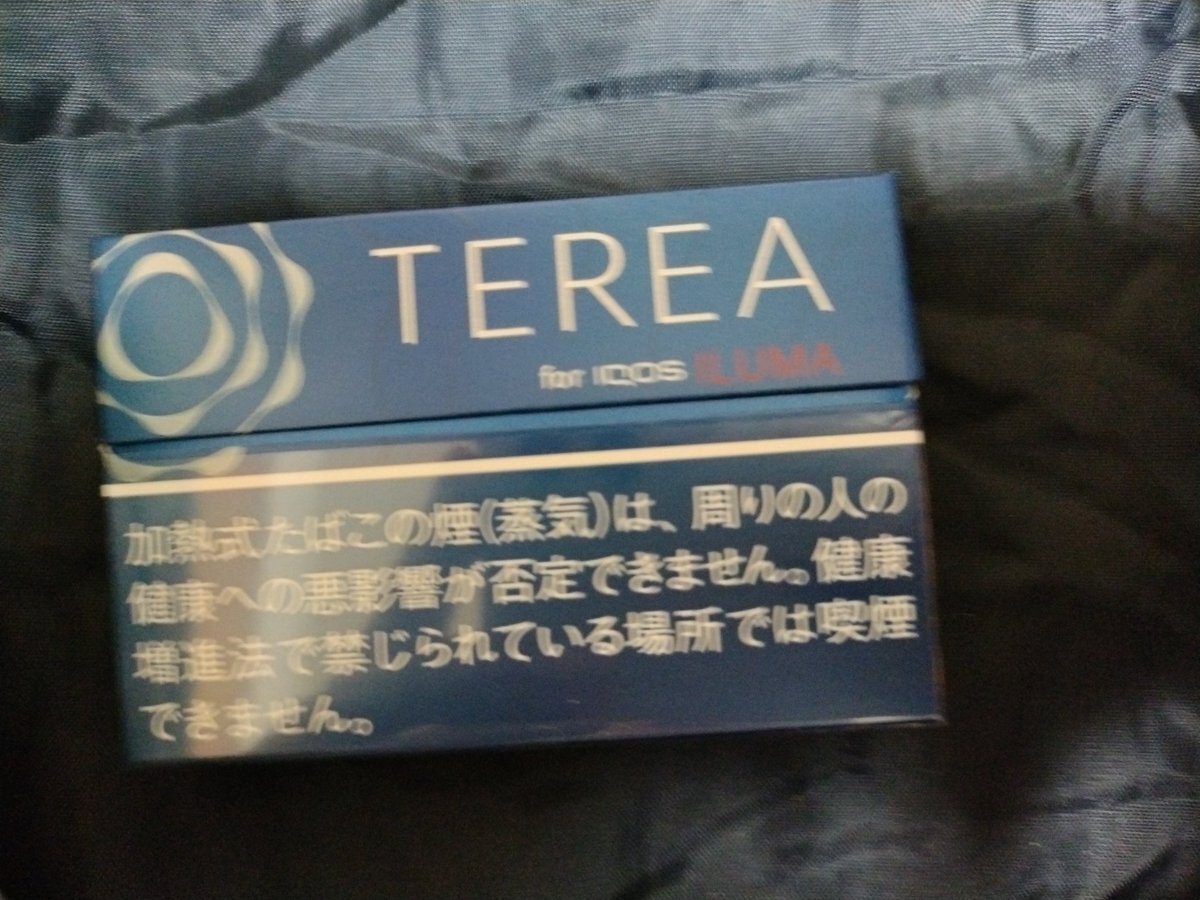 TEREA
for IQOS ILUMA
加熱式たばこの煙(蒸気)は、周りの人の
健康への悪影響が否定できません。健康
増進法で禁じられている場所では喫煙
できません。